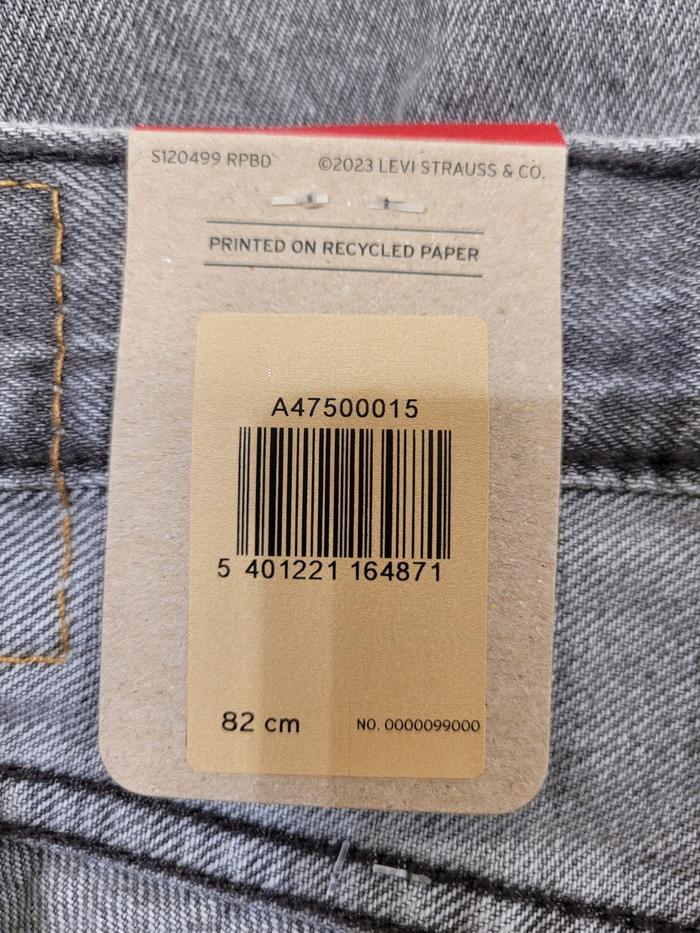 S120499 RPBD ©2023 LEVI STRAUSS & CO.
PRINTED ON RECYCLED PAPER
A47500015
5 401221 164871
82 cm NO. 0000099000